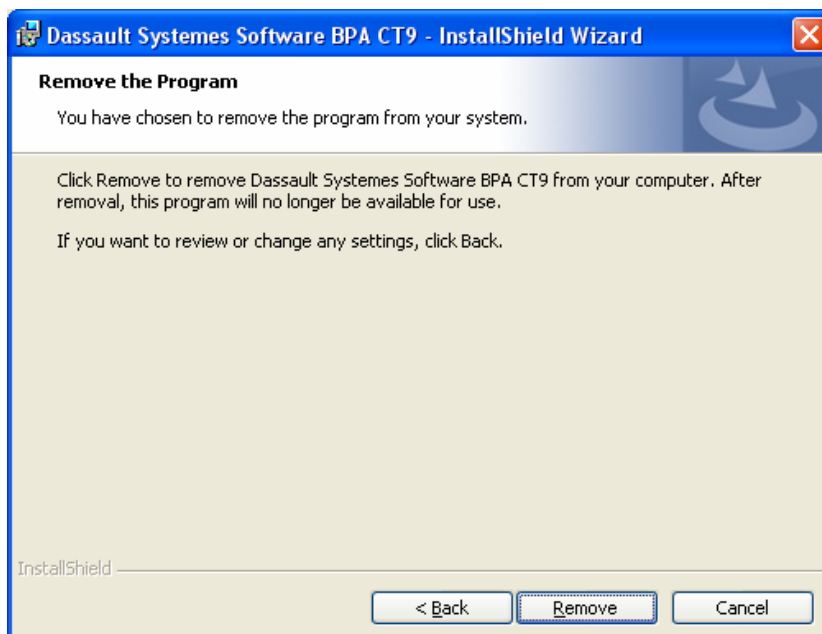 Dassault Systemes Software BPA CT9 - InstallShield Wizard
Remove the Program
You have chosen to remove the program from your system.
Click Remove to remove Dassault Systemes Software BPA CT9 from your computer. After
removal, this program will no longer be available for use.
If you want to review or change any settings, click Back.
InstallShield
< Back
Remove
Cancel